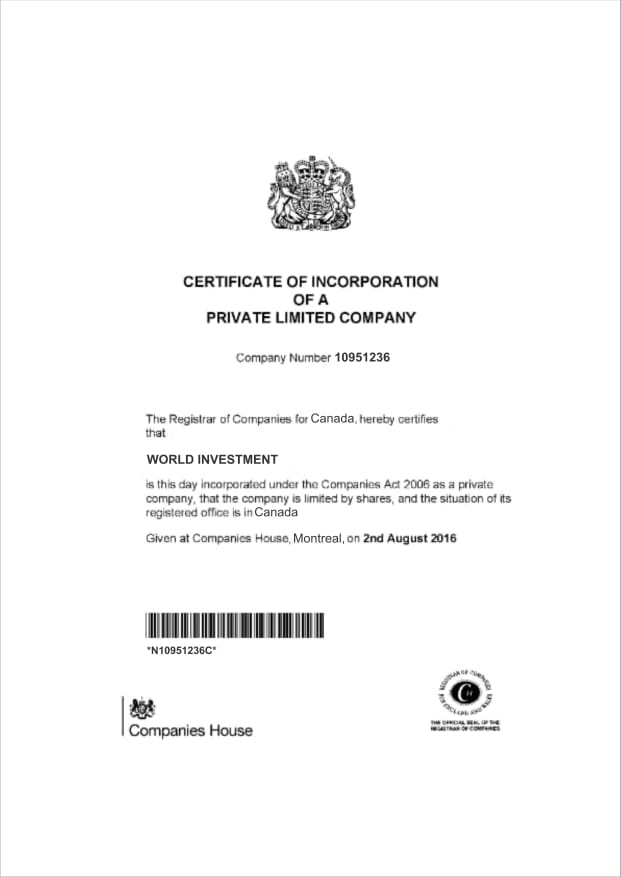 CERTIFICATE OF INCORPORATION
OF A
PRIVATE LIMITED COMPANY
Company Number 10951236
The Registrar of Companies for Canada, hereby certifies
that
WORLD INVESTMENT
is this day incorporated under the Companies Act 2006 as a private
company, that the company is limited by shares, and the situation of its
registered office is in Canada
Given at Companies House, Montreal, on 2nd August 2016
*N10951236C*
Companies House
REGISTRAR OF COMPANIES
FOR ENGLAND AND WALES
CH
THE OFFICIAL SEAL OF THE
REGISTRAR OF COMPANIES